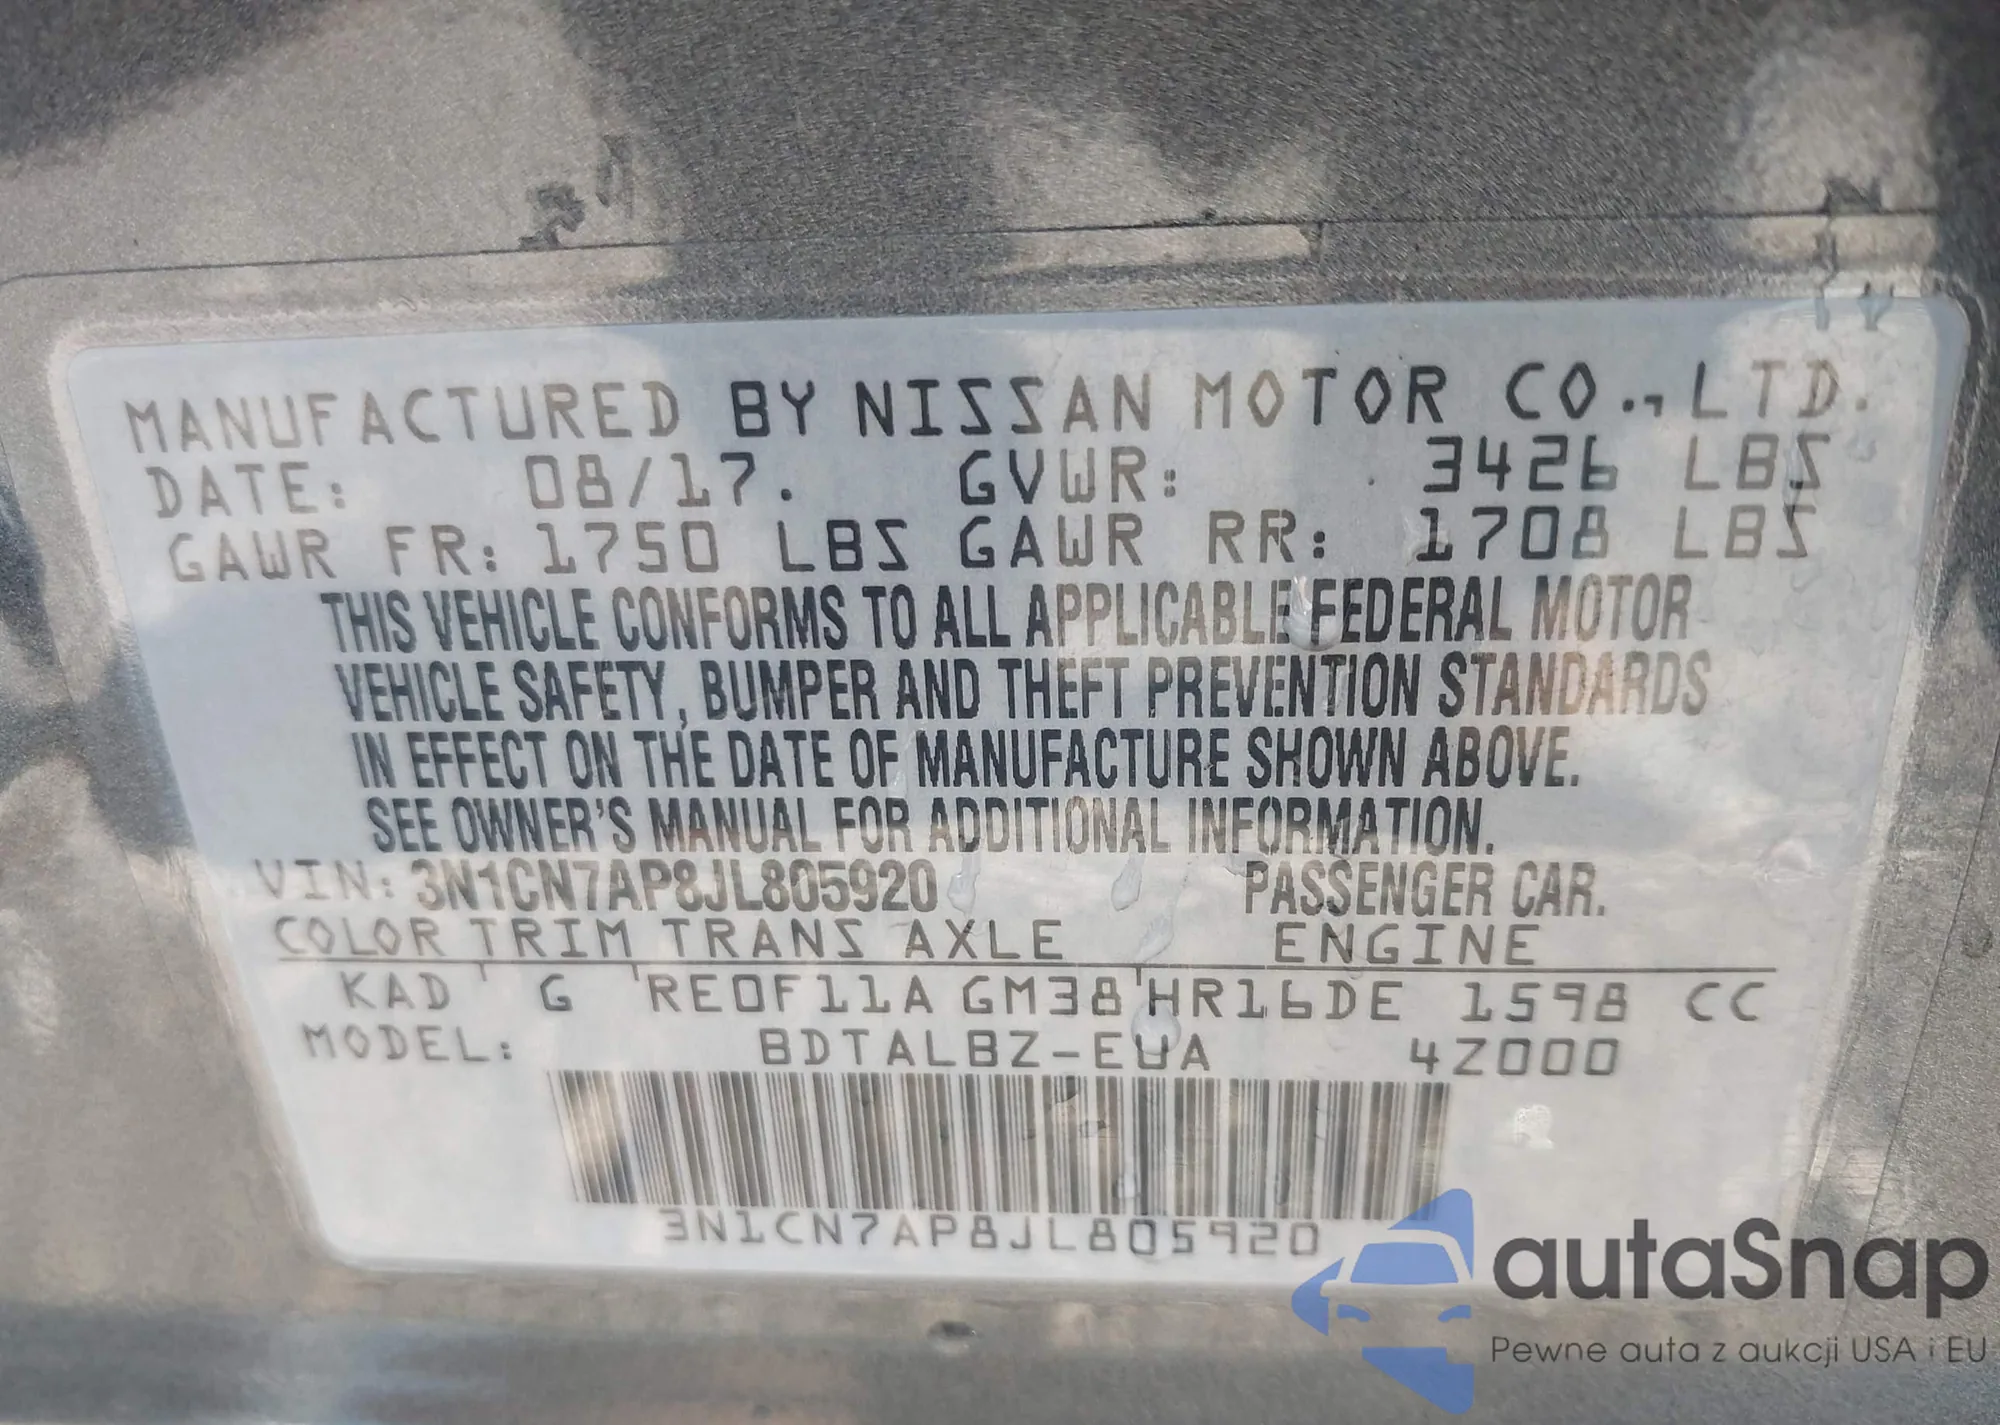 MANUFACTURED BY NISSAN MOTOR CO., LTD.
DATE: 08/17. GVWR: 3426 LBS
GAWR FR: 1750 LBS GAWR RR: 1708 LBS
THIS VEHICLE CONFORMS TO ALL APPLICABLE FEDERAL MOTOR
VEHICLE SAFETY, BUMPER AND THEFT PREVENTION STANDARDS
IN EFFECT ON THE DATE OF MANUFACTURE SHOWN ABOVE.
SEE OWNER'S MANUAL FOR ADDITIONAL INFORMATION.
VIN: 3N1CN7AP8JL805920 PASSENGER CAR.
COLOR TRIM TRANS AXLE ENGINE
KAD ' G 'RE0F11A GM38'HR16DE 1598 CC
MODEL: BDTALBZ-EUA 4Z000
3N1CN7AP8JL805920
autaSnap
Pewne auta z aukcji USA i EU